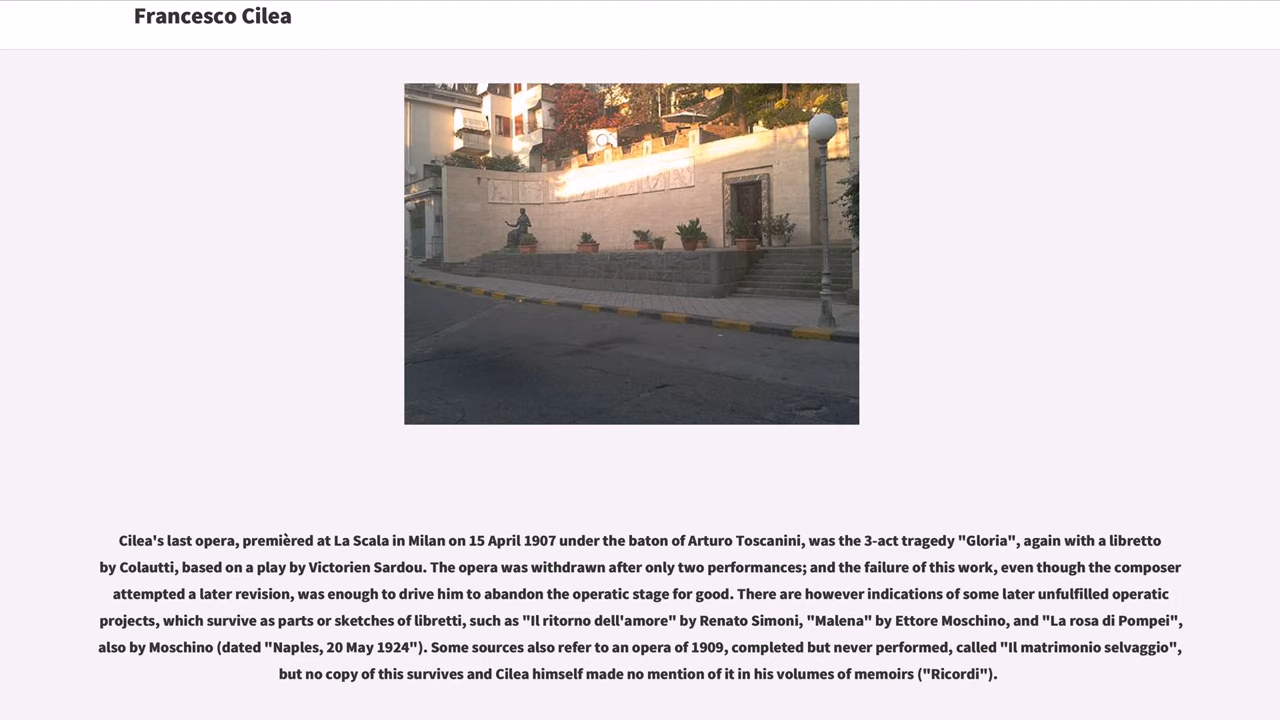 Francesco Cilea
Cilea's last opera, premièred at La Scala in Milan on 15 April 1907 under the baton of Arturo Toscanini, was the 3-act tragedy "Gloria", again with a libretto
by Colautti, based on a play by Victorien Sardou. The opera was withdrawn after only two performances; and the failure of this work, even though the composer
attempted a later revision, was enough to drive him to abandon the operatic stage for good. There are however indications of some later unfulfilled operatic
projects, which survive as parts or sketches of libretti, such as "Il ritorno dell'amore" by Renato Simoni, "Malena" by Ettore Moschino, and "La rosa di Pompei",
also by Moschino (dated "Naples, 20 May 1924"). Some sources also refer to an opera of 1909, completed but never performed, called "Il matrimonio selvaggio",
but no copy of this survives and Cilea himself made no mention of it in his volumes of memoirs ("Ricordi").